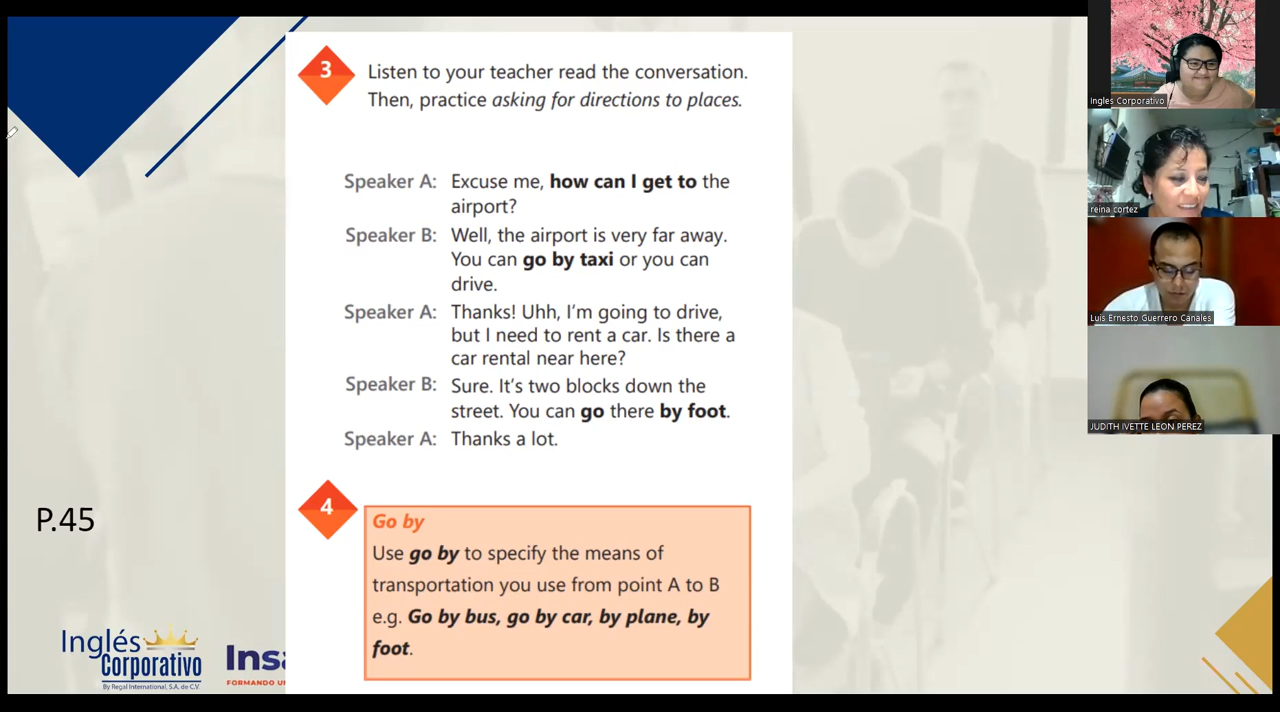 3
Listen to your teacher read the conversation.
Then, practice asking for directions to places.
Speaker A: Excuse me, how can I get to the
airport?
Speaker B: Well, the airport is very far away.
You can go by taxi or you can
drive.
Speaker A: Thanks! Uhh, I’m going to drive,
but I need to rent a car. Is there a
car rental near here?
Speaker B: Sure. It’s two blocks down the
street. You can go there by foot.
Speaker A: Thanks a lot.
4
Go by
Use go by to specify the means of
transportation you use from point A to B
e.g. Go by bus, go by car, by plane, by
foot.
P.45
Inglés
Corporativo
By Regal International, S.A. de C.V.
Insa
FORMANDO UN
Ingles Corporativo
reina cortez
Luis Ernesto Guerrero Canales
JUDITH IVETTE LEON PEREZ